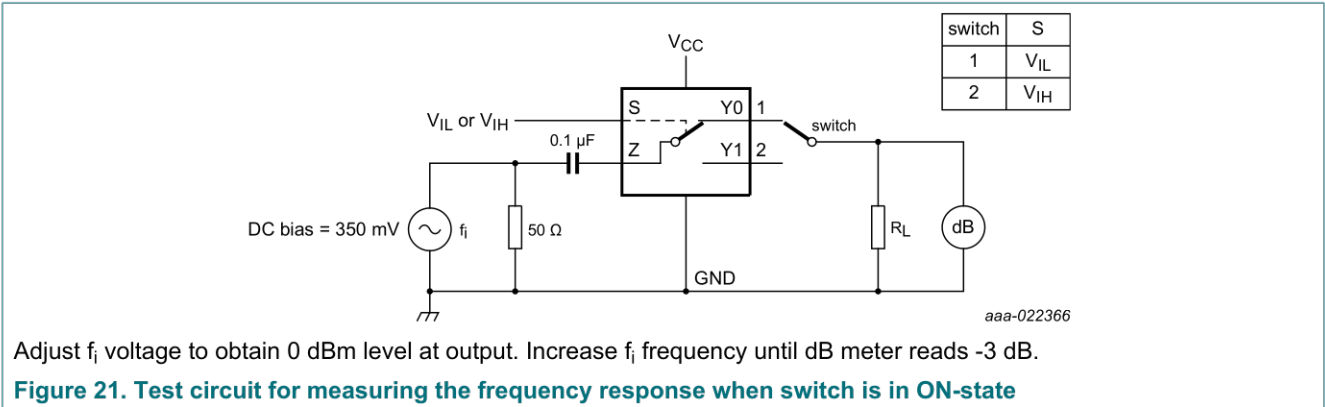 switch S
1 VIL
2 VIH
VCC
VIL or VIH
S
Y0 1
switch
0.1 µF
Z
Y1 2
DC bias = 350 mV
fi
50 Ω
RL
dB
GND
aaa-022366
Adjust fi voltage to obtain 0 dBm level at output. Increase fi frequency until dB meter reads -3 dB.
Figure 21. Test circuit for measuring the frequency response when switch is in ON-state